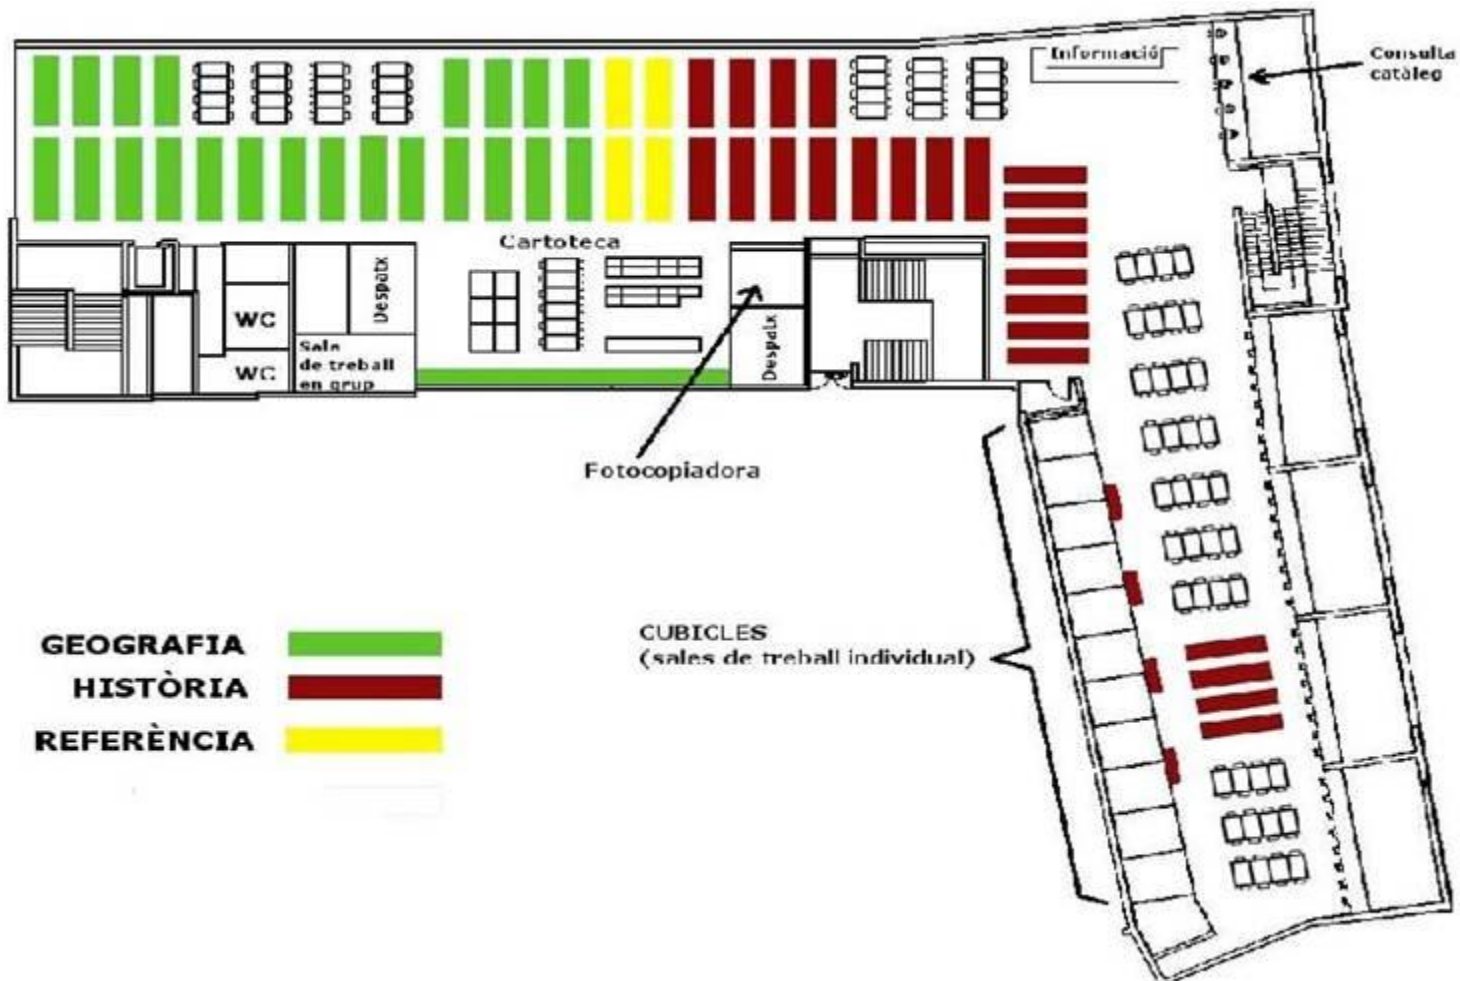 Informació
Consulta
catàleg
Cartoteca
Despatx
WC
WC
Sala
de treball
en grup
Despatx
Fotocopiadora
CUBICLES
(sales de treball individual)
GEOGRAFIA
HISTÒRIA
REFERÈNCIA